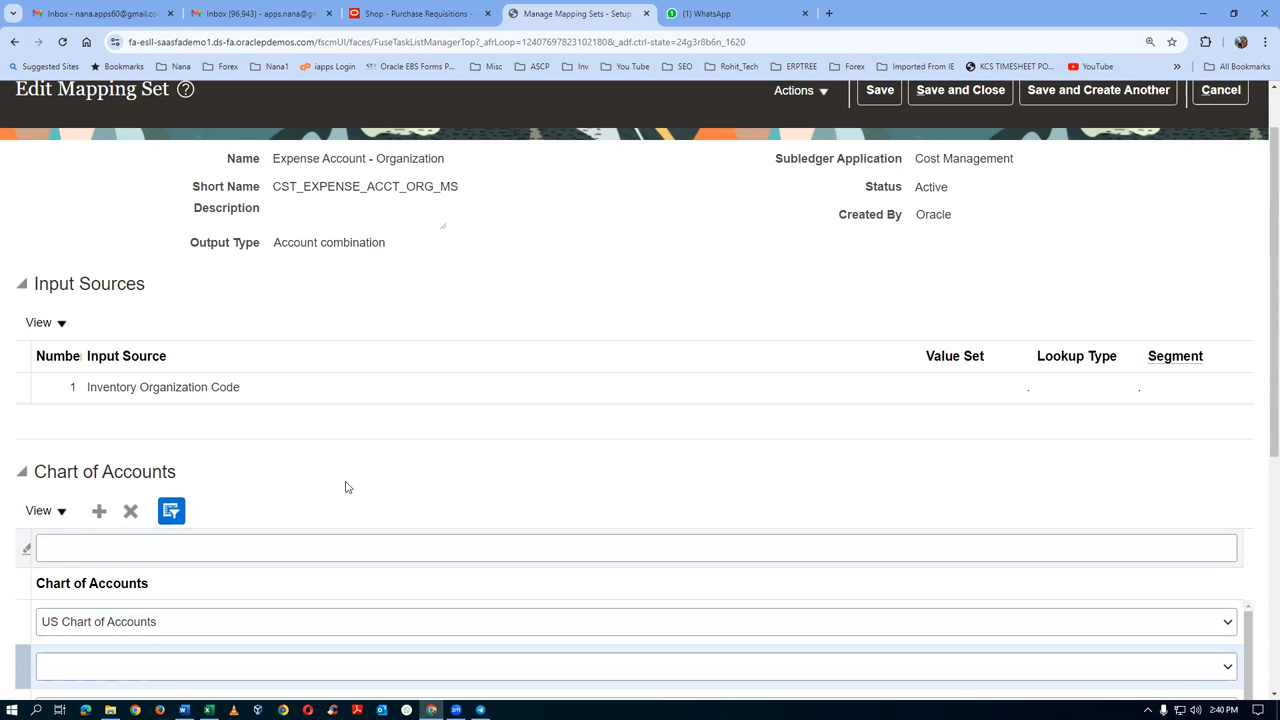 Inbox - nana.apps60@gmail.co
Inbox (96,943) - apps.nana@g
Shop - Purchase Requisitions -
Manage Mapping Sets - Setup
(1) WhatsApp
fa-esll-saasfademo1.ds-fa.oraclepdemos.com/fscmUI/faces/FuseTaskListManagerTop?_afrLoop=12407697823102180&_adf.ctrl-state=24g3r8b6n_1620
Suggested Sites
Bookmarks
Nana
Forex
Nana1
iapps Login
Oracle EBS Forms P...
Misc
ASCP
Inv
You Tube
SEO
Rohit_Tech
ERPTREE
Forex
Imported From IE
KCS TIMESHEET PO...
YouTube
All Bookmarks
Edit Mapping Set
Actions
Save
Save and Close
Save and Create Another
Cancel
Name Expense Account - Organization
Subledger Application Cost Management
Short Name CST_EXPENSE_ACCT_ORG_MS
Status Active
Description
Created By Oracle
Output Type Account combination
Input Sources
View
Numbe Input Source Value Set Lookup Type Segment
1 Inventory Organization Code . .
Chart of Accounts
View
Chart of Accounts
US Chart of Accounts
2:40 PM